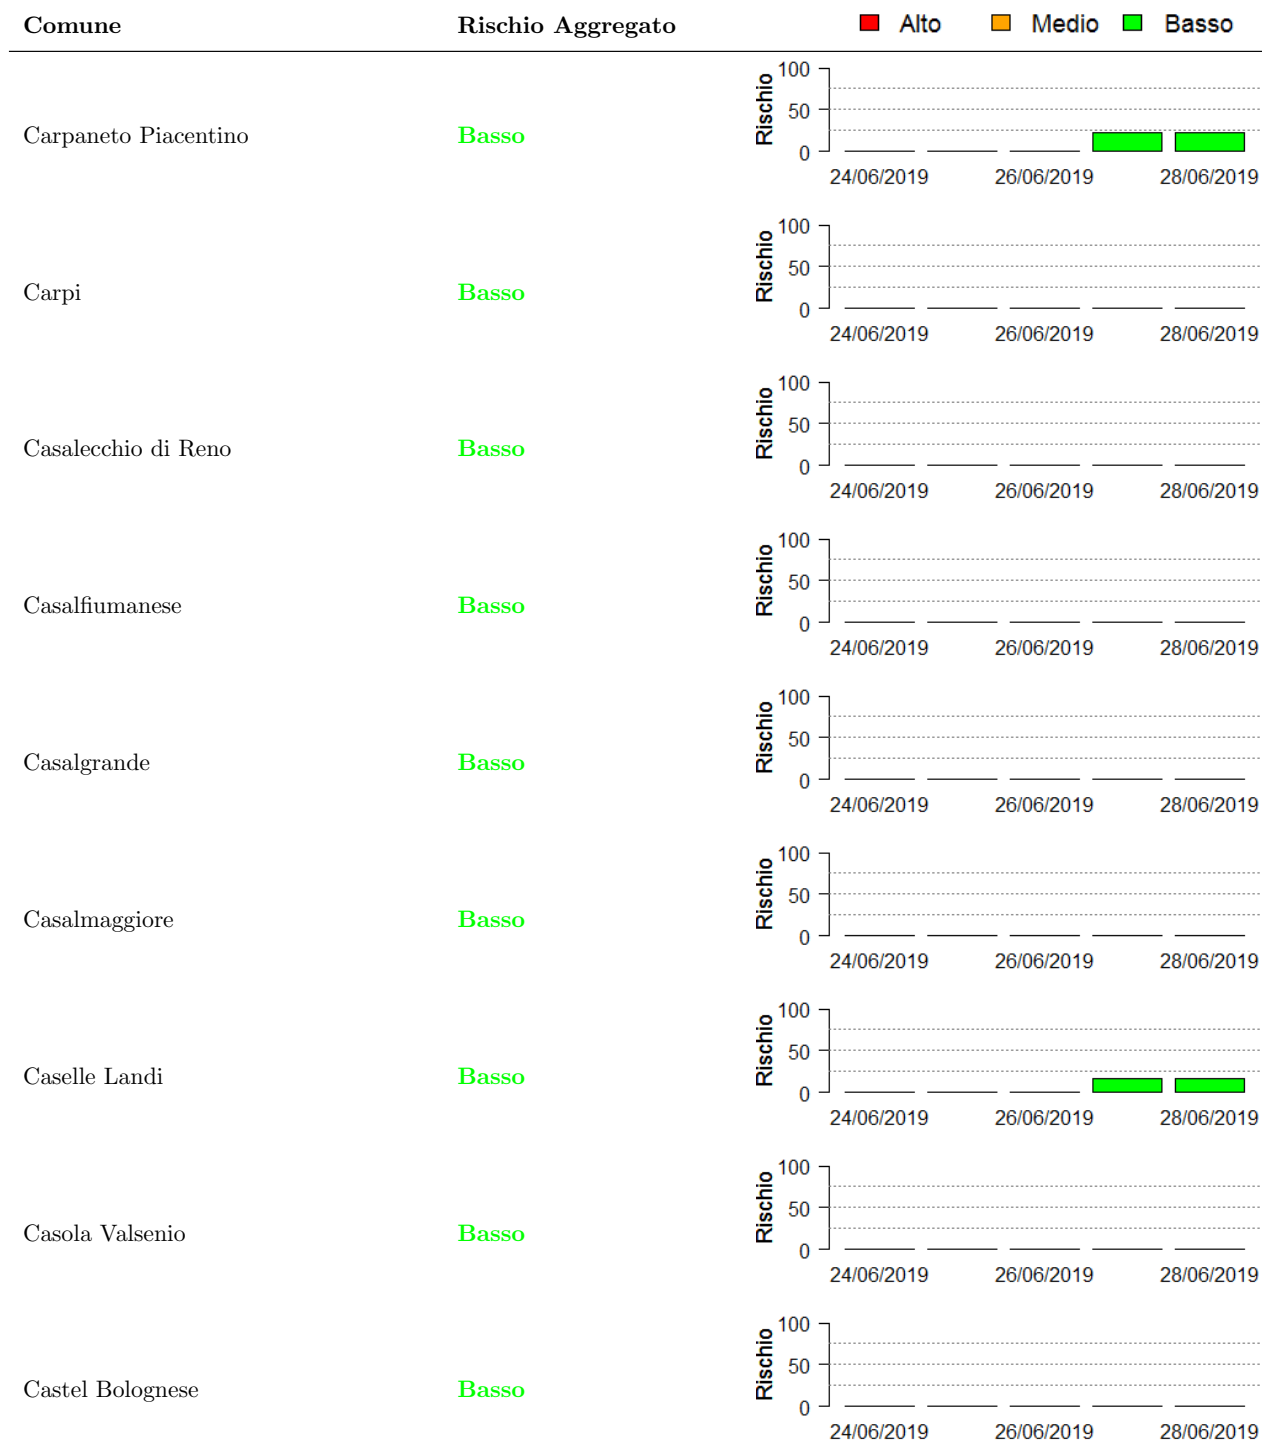 Comune Rischio Aggregato Alto Medio Basso
Carpaneto Piacentino Basso Rischio 100 50 0
24/06/2019 26/06/2019 28/06/2019
Carpi Basso Rischio 100 50 0
24/06/2019 26/06/2019 28/06/2019
Casalecchio di Reno Basso Rischio 100 50 0
24/06/2019 26/06/2019 28/06/2019
Casalfiumanese Basso Rischio 100 50 0
24/06/2019 26/06/2019 28/06/2019
Casalgrande Basso Rischio 100 50 0
24/06/2019 26/06/2019 28/06/2019
Casalmaggiore Basso Rischio 100 50 0
24/06/2019 26/06/2019 28/06/2019
Caselle Landi Basso Rischio 100 50 0
24/06/2019 26/06/2019 28/06/2019
Casola Valsenio Basso Rischio 100 50 0
24/06/2019 26/06/2019 28/06/2019
Castel Bolognese Basso Rischio 100 50 0
24/06/2019 26/06/2019 28/06/2019